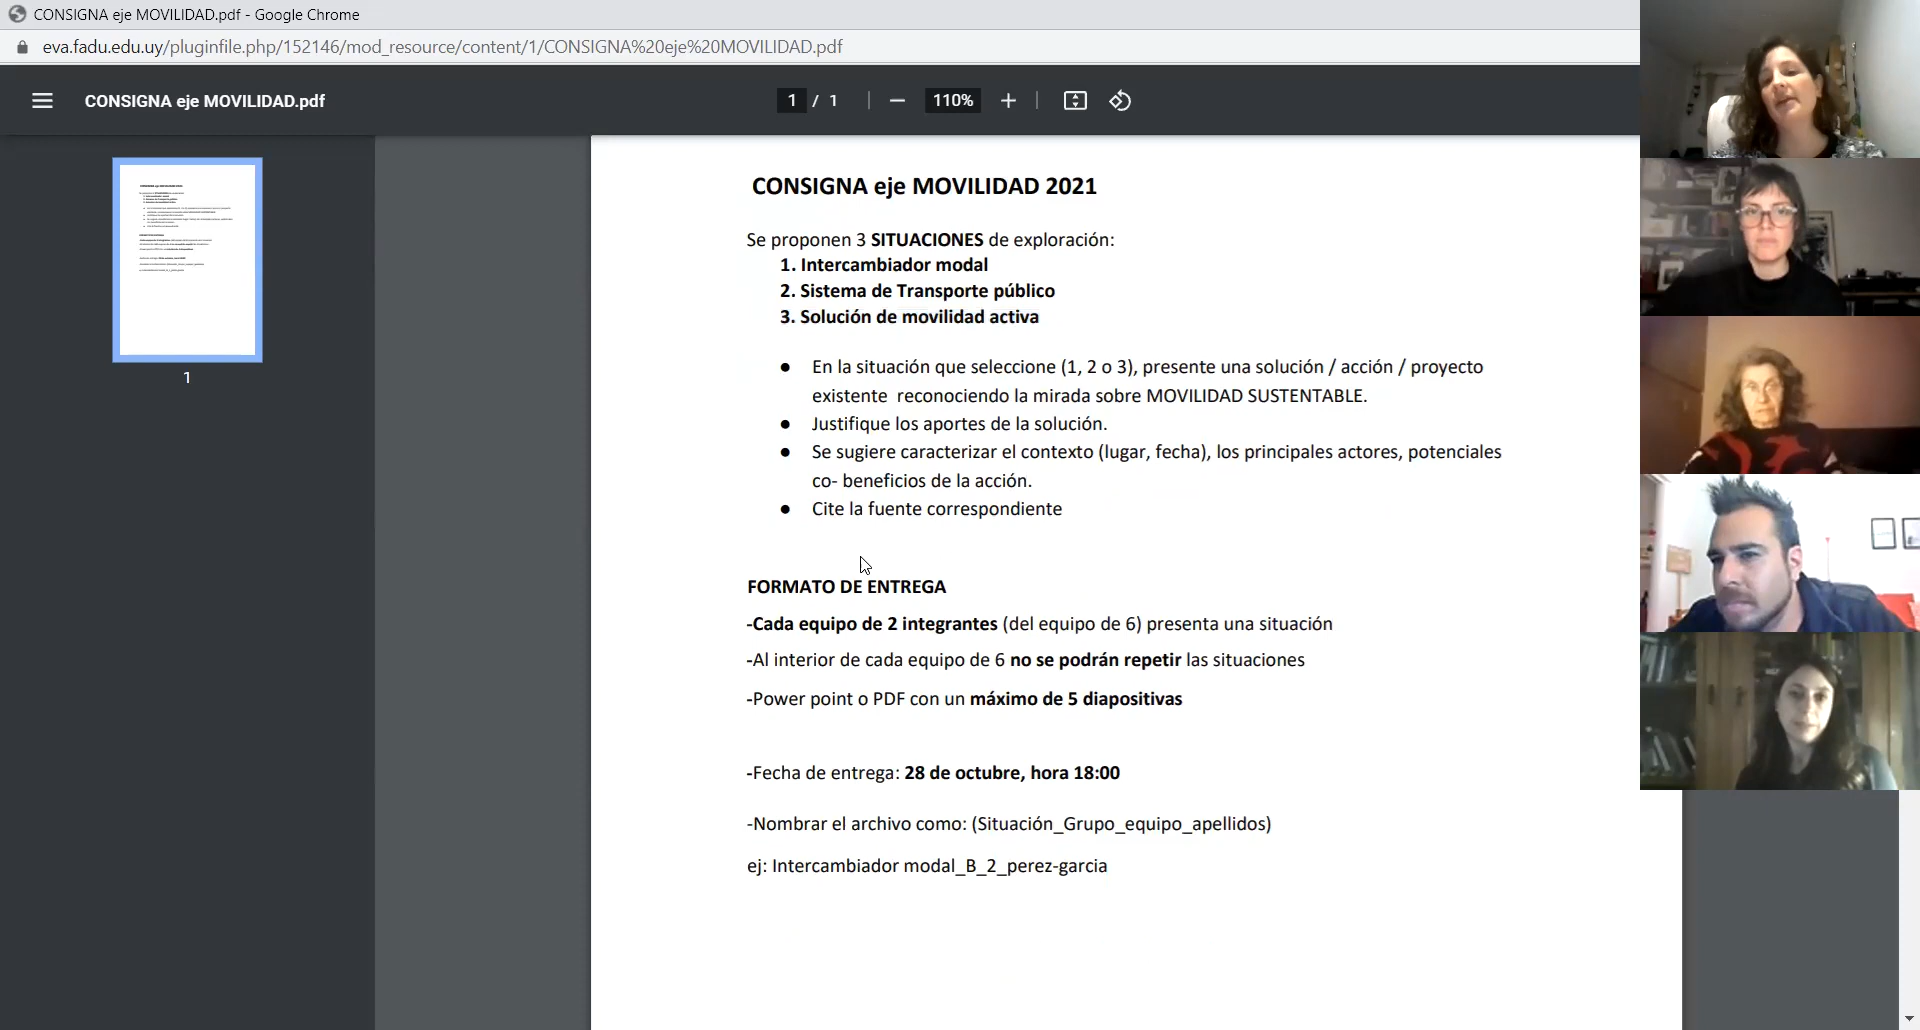 CONSIGNA eje MOVILIDAD.pdf - Google Chrome
eva.fadu.edu.uy/pluginfile.php/152146/mod_resource/content/1/CONSIGNA%20eje%20MOVILIDAD.pdf
CONSIGNA eje MOVILIDAD.pdf
1 / 1
110%
1
CONSIGNA eje MOVILIDAD 2021
Se proponen 3 SITUACIONES de exploración:
1. Intercambiador modal
2. Sistema de Transporte público
3. Solución de movilidad activa
● En la situación que seleccione (1, 2 o 3), presente una solución / acción / proyecto
existente reconociendo la mirada sobre MOVILIDAD SUSTENTABLE.
● Justifique los aportes de la solución.
● Se sugiere caracterizar el contexto (lugar, fecha), los principales actores, potenciales
co- beneficios de la acción.
● Cite la fuente correspondiente
FORMATO DE ENTREGA
-Cada equipo de 2 integrantes (del equipo de 6) presenta una situación
-Al interior de cada equipo de 6 no se podrán repetir las situaciones
-Power point o PDF con un máximo de 5 diapositivas
-Fecha de entrega: 28 de octubre, hora 18:00
-Nombrar el archivo como: (Situación_Grupo_equipo_apellidos)
ej: Intercambiador modal_B_2_perez-garcia